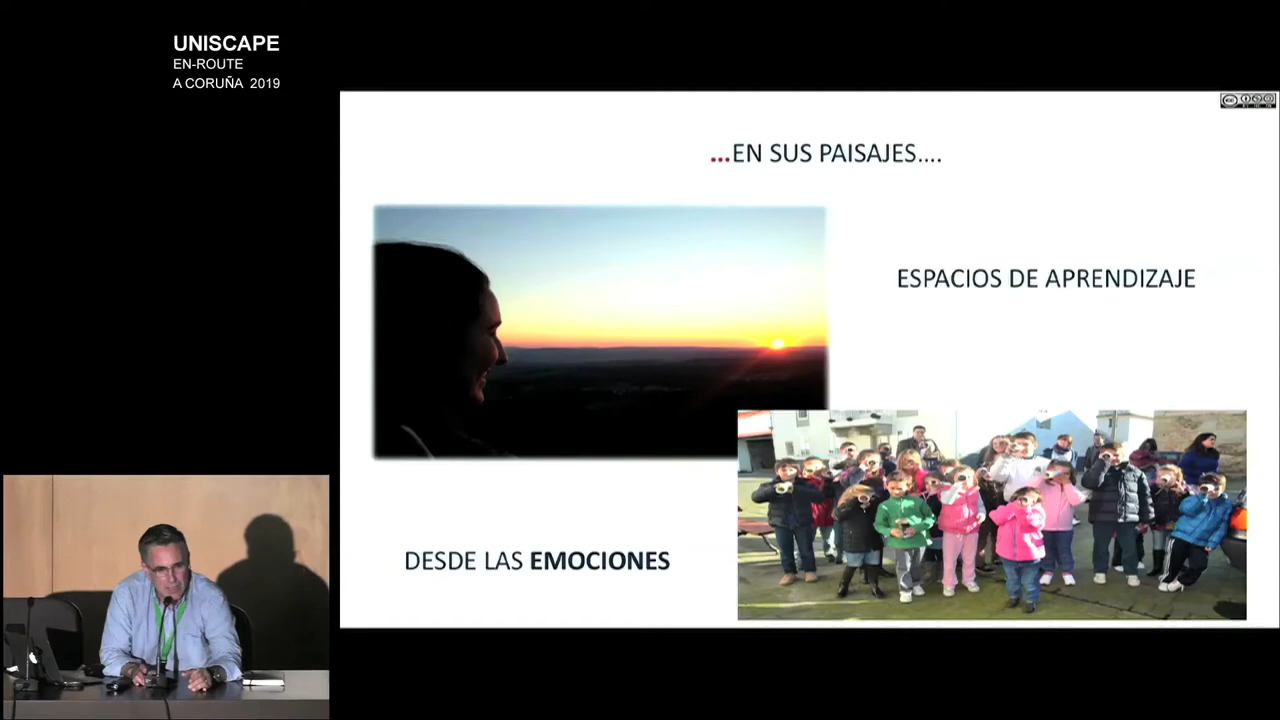 UNISCAPE
EN-ROUTE
A CORUÑA 2019
...EN SUS PAISAJES....
ESPACIOS DE APRENDIZAJE
DESDE LAS EMOCIONES